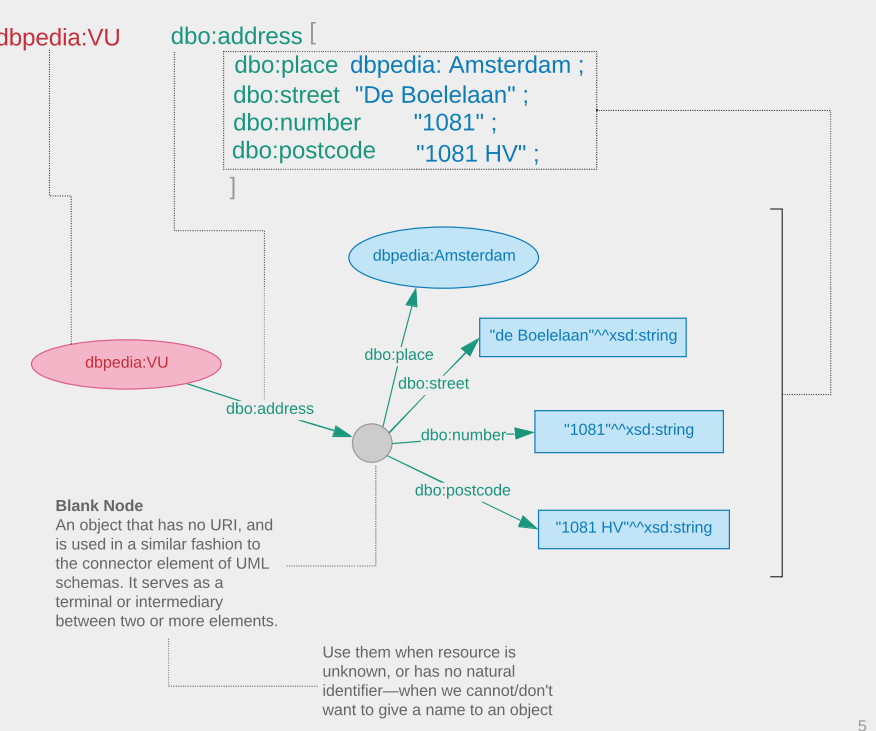 dbpedia:VU dbo:address [
dbo:place dbpedia: Amsterdam ;
dbo:street "De Boelelaan" ;
dbo:number "1081" ;
dbo:postcode "1081 HV" ;
]
dbpedia:Amsterdam
"de Boelelaan"^^xsd:string
dbo:place
dbpedia:VU
dbo:street
dbo:address
"1081"^^xsd:string
dbo:number
dbo:postcode
"1081 HV"^^xsd:string
Blank Node
An object that has no URI, and
is used in a similar fashion to
the connector element of UML
schemas. It serves as a
terminal or intermediary
between two or more elements.
Use them when resource is
unknown, or has no natural
identifier—when we cannot/don't
want to give a name to an object
5